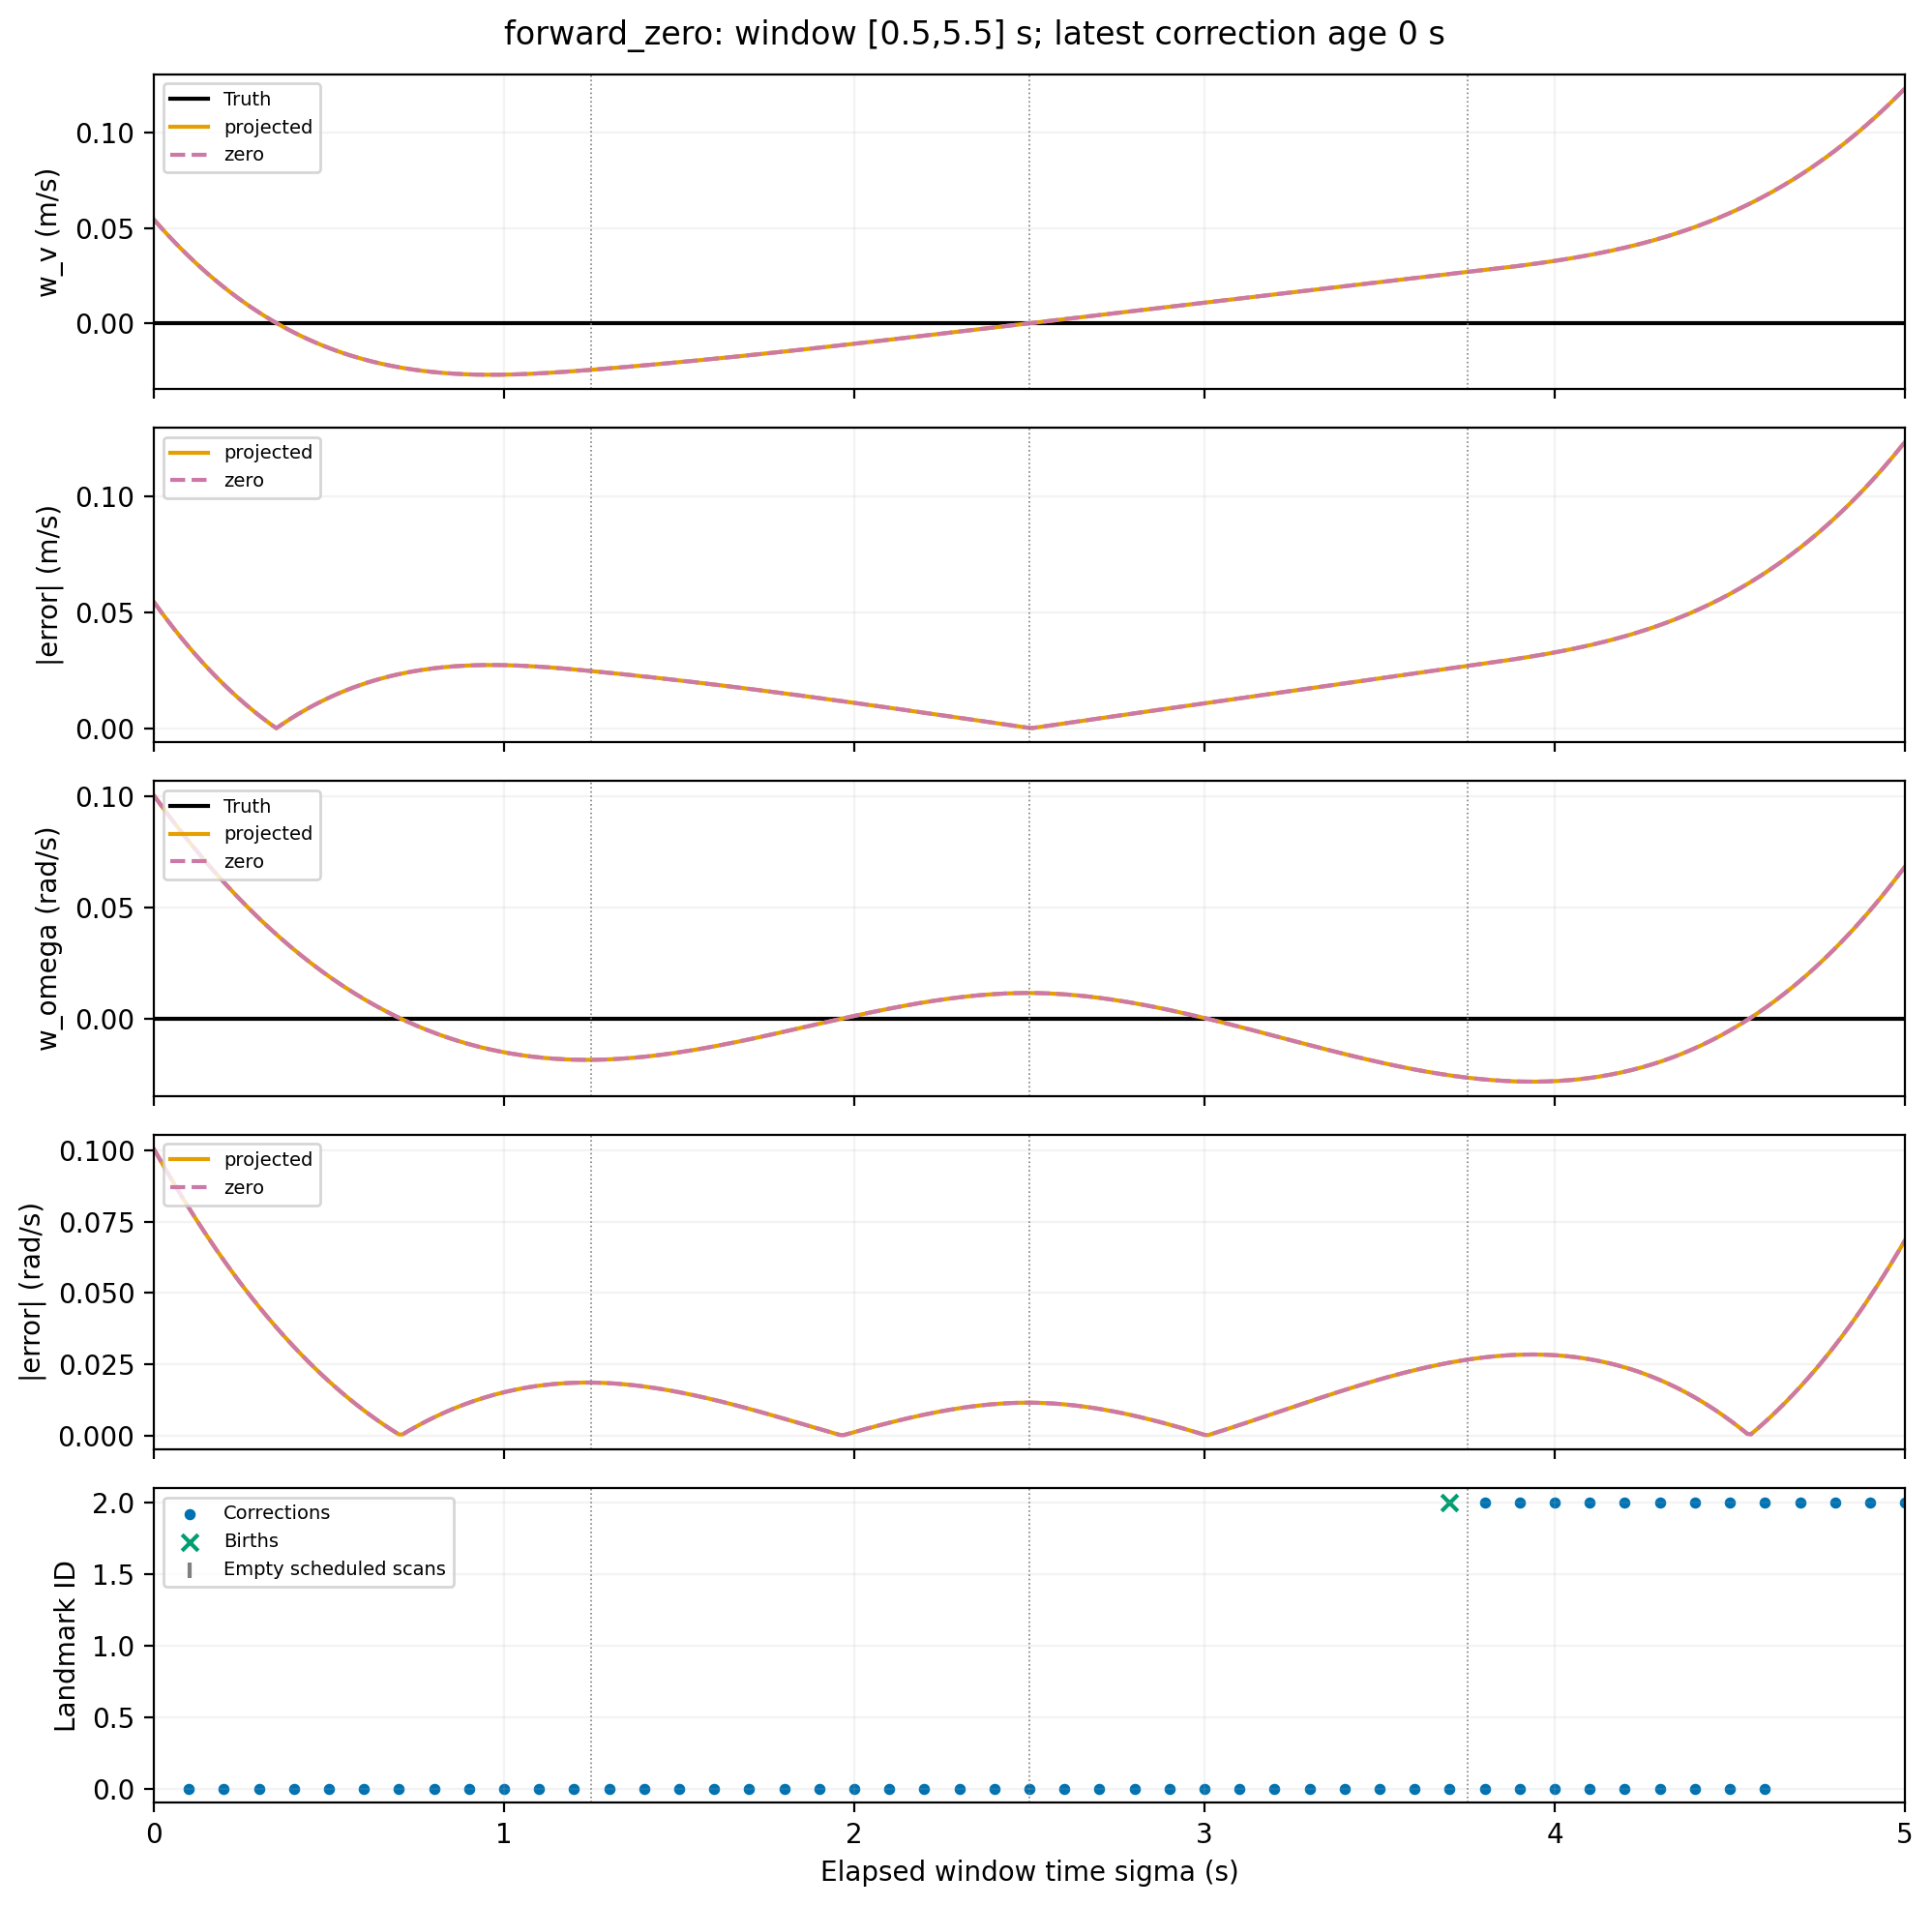 forward_zero: window [0.5,5.5] s; latest correction age 0 s
w_v (m/s)
0.10
0.05
0.00
Truth
projected
zero
|error| (m/s)
0.10
0.05
0.00
projected
zero
w_omega (rad/s)
0.10
0.05
0.00
Truth
projected
zero
|error| (rad/s)
0.100
0.075
0.050
0.025
0.000
projected
zero
Landmark ID
2.0
1.5
1.0
0.5
0.0
Corrections
Births
Empty scheduled scans
0 1 2 3 4 5
Elapsed window time sigma (s)